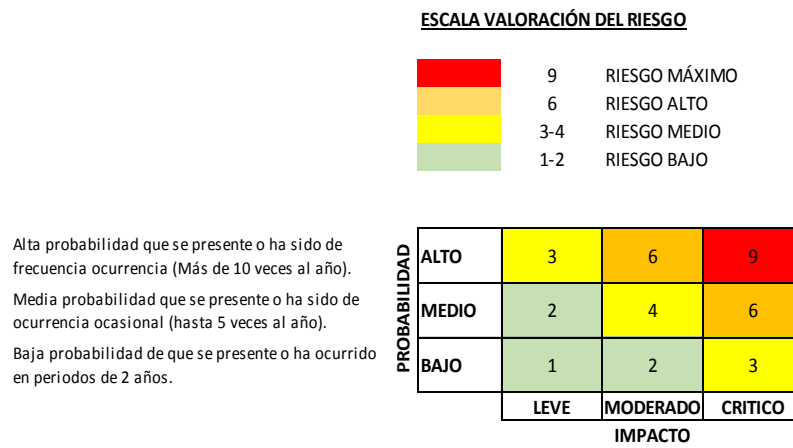 ESCALA VALORACIÓN DEL RIESGO
9 RIESGO MÁXIMO
6 RIESGO ALTO
3-4 RIESGO MEDIO
1-2 RIESGO BAJO
Alta probabilidad que se presente o ha sido de
frecuencia ocurrencia (Más de 10 veces al año).
Media probabilidad que se presente o ha sido de
ocurrencia ocasional (hasta 5 veces al año).
Baja probabilidad de que se presente o ha ocurrido
en periodos de 2 años.
PROBABILIDAD
ALTO 3 6 9
MEDIO 2 4 6
BAJO 1 2 3
LEVE MODERADO CRITICO
IMPACTO